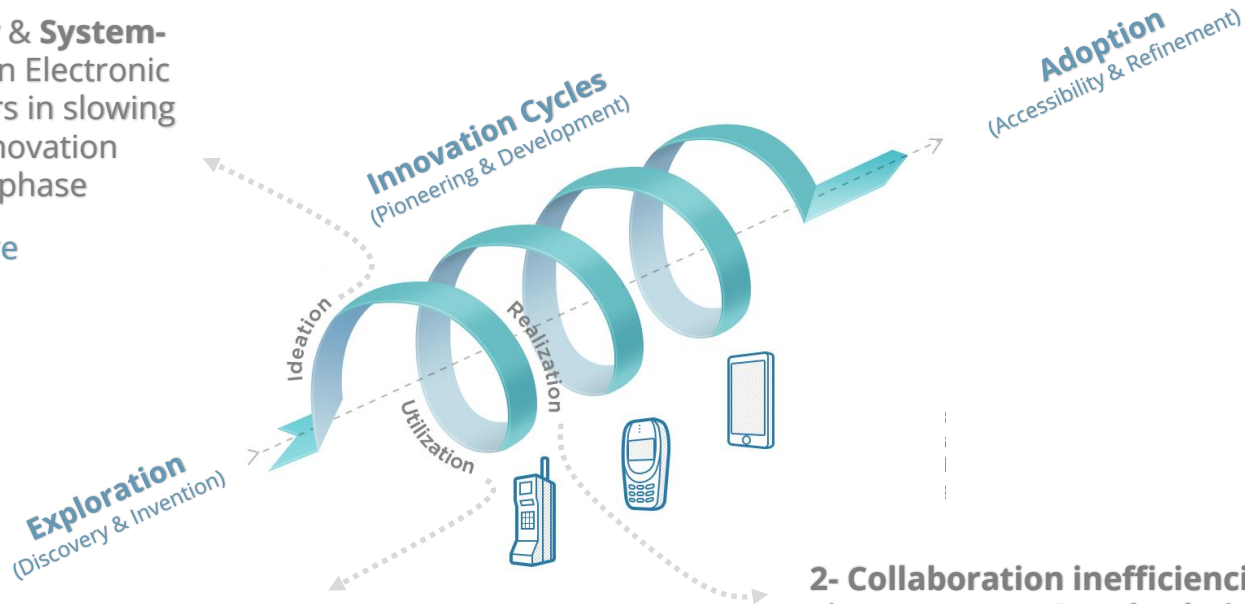 & System-
n Electronic
rs in slowing
novation
phase
e
Innovation Cycles
(Pioneering & Development)
Adoption
(Accessibility & Refinement)
Ideation
Realization
Utilization
Exploration
(Discovery & Invention)
2- Collaboration inefficienci